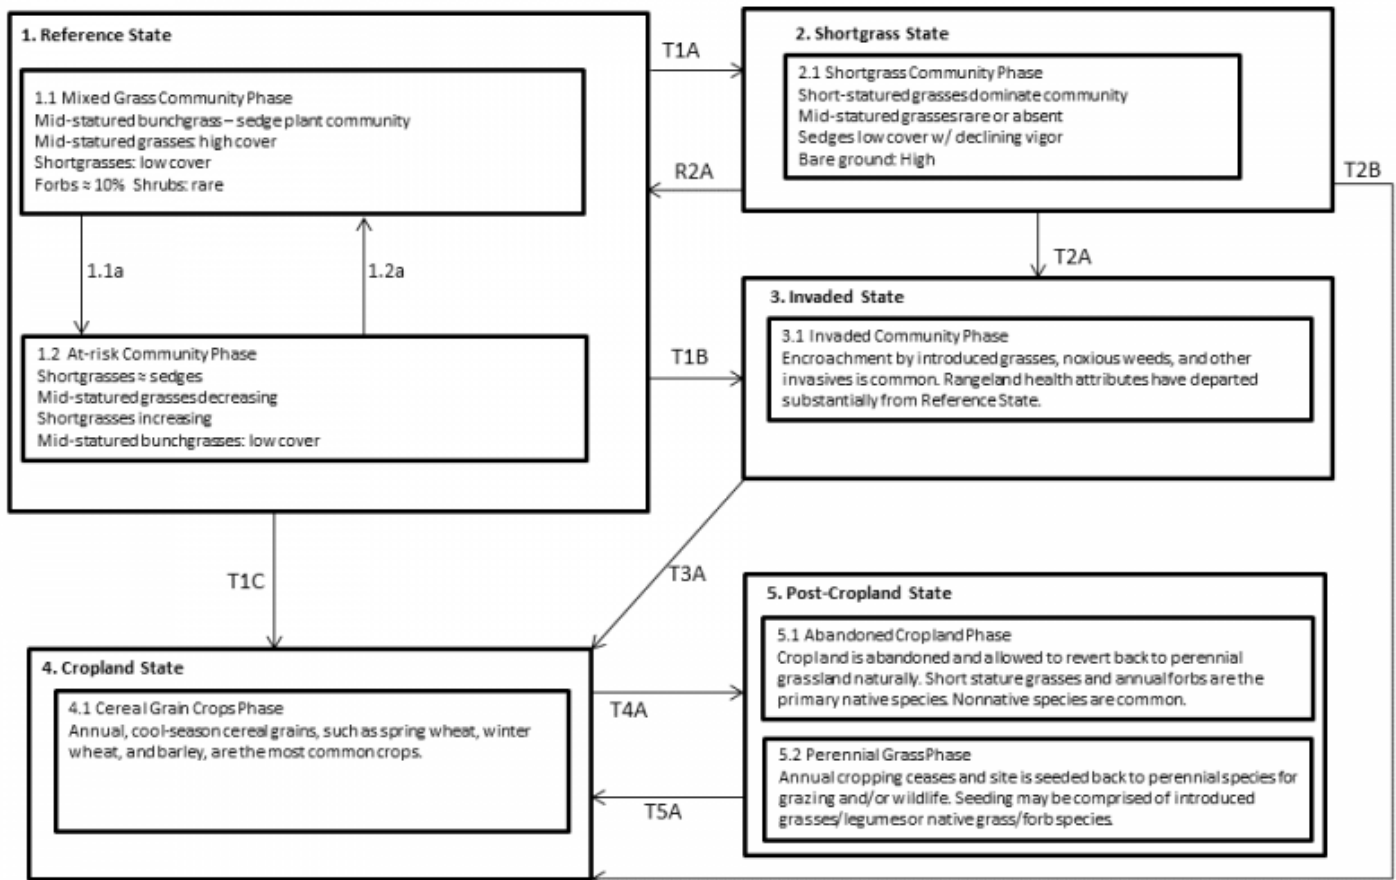 1. Reference State
1.1 Mixed Grass Community Phase
Mid-statured bunchgrass – sedge plant community
Mid-statured grasses: high cover
Shortgrasses: low cover
Forbs ≈ 10%  Shrubs: rare
1.1a
1.2a
1.2 At-risk Community Phase
Shortgrasses ≈ sedges
Mid-statured grasses decreasing
Shortgrasses increasing
Mid-statured bunchgrasses: low cover
T1A
R2A
T1B
T1C
2. Shortgrass State
2.1 Shortgrass Community Phase
Short-statured grasses dominate community
Mid-statured grasses rare or absent
Sedges low cover w/ declining vigor
Bare ground: High
T2B
T2A
3. Invaded State
3.1 Invaded Community Phase
Encroachment by introduced grasses, noxious weeds, and other
invasives is common. Rangeland health attributes have departed
substantially from Reference State.
T3A
4. Cropland State
4.1 Cereal Grain Crops Phase
Annual, cool-season cereal grains, such as spring wheat, winter
wheat, and barley, are the most common crops.
T4A
T5A
5. Post-Cropland State
5.1 Abandoned Cropland Phase
Cropland is abandoned and allowed to revert back to perennial
grassland naturally. Short stature grasses and annual forbs are the
primary native species. Nonnative species are common.
5.2 Perennial Grass Phase
Annual cropping ceases and site is seeded back to perennial species for
grazing and/or wildlife. Seeding may be comprised of introduced
grasses/legumes or native grass/forb species.